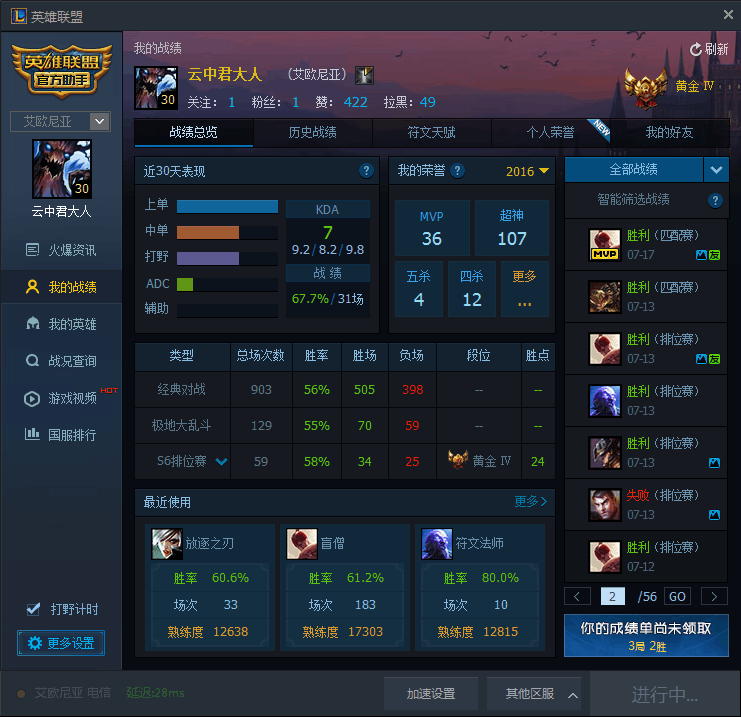 英雄联盟
英雄联盟
官方助手
艾欧尼亚
30
云中君大人
火爆资讯
我的战绩
我的英雄
战况查询
游戏视频 HOT
国服排行
打野计时
更多设置
我的战绩
刷新
30
云中君大人 (艾欧尼亚)
关注: 1 粉丝: 1 赞: 422 拉黑: 49
黄金 IV
战绩总览 历史战绩 符文天赋 个人荣誉 NEW 我的好友
近30天表现 ?
上单
中单
打野
ADC
辅助
KDA
7
9.2 / 8.2 / 9.8
战 绩
67.7% / 31场
我的荣誉 ? 2016
MVP 超神
36 107
五杀 四杀 更多
4 12 ...
类型 总场次数 胜率 胜场 负场 段位 胜点
经典对战 903 56% 505 398 -- --
极地大乱斗 129 55% 70 59 -- --
S6排位赛 59 58% 34 25 黄金 IV 24
最近使用 更多>
放逐之刃 盲僧 符文法师
胜率 60.6% 胜率 61.2% 胜率 80.0%
场次 33 场次 183 场次 10
熟练度 12638 熟练度 17303 熟练度 12815
全部战绩
智能筛选战绩 ?
MVP
胜利 (匹配赛)
07-17 友
胜利 (匹配赛)
07-13
胜利 (排位赛)
07-13 友
胜利 (排位赛)
07-13
胜利 (排位赛)
07-13
失败 (排位赛)
07-13
胜利 (排位赛)
07-12
< 2 /56 GO >
你的成绩单尚未领取
3局 2胜
艾欧尼亚 电信 延迟:28ms
加速设置 其他区服 进行中...